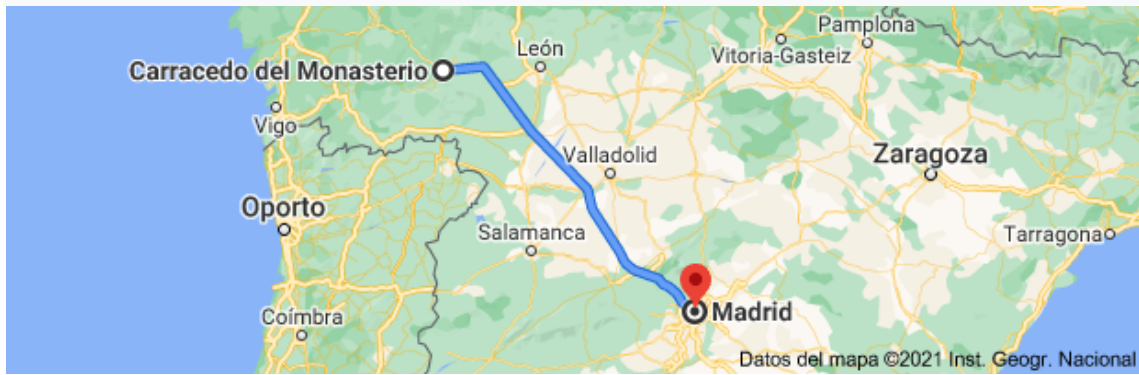 Pamplona
León
Vitoria-Gasteiz
Carracedo del Monasterio
Vigo
Valladolid
Zaragoza
Oporto
Salamanca
Tarragona
Madrid
Coímbra
Datos del mapa ©2021 Inst. Geogr. Nacional